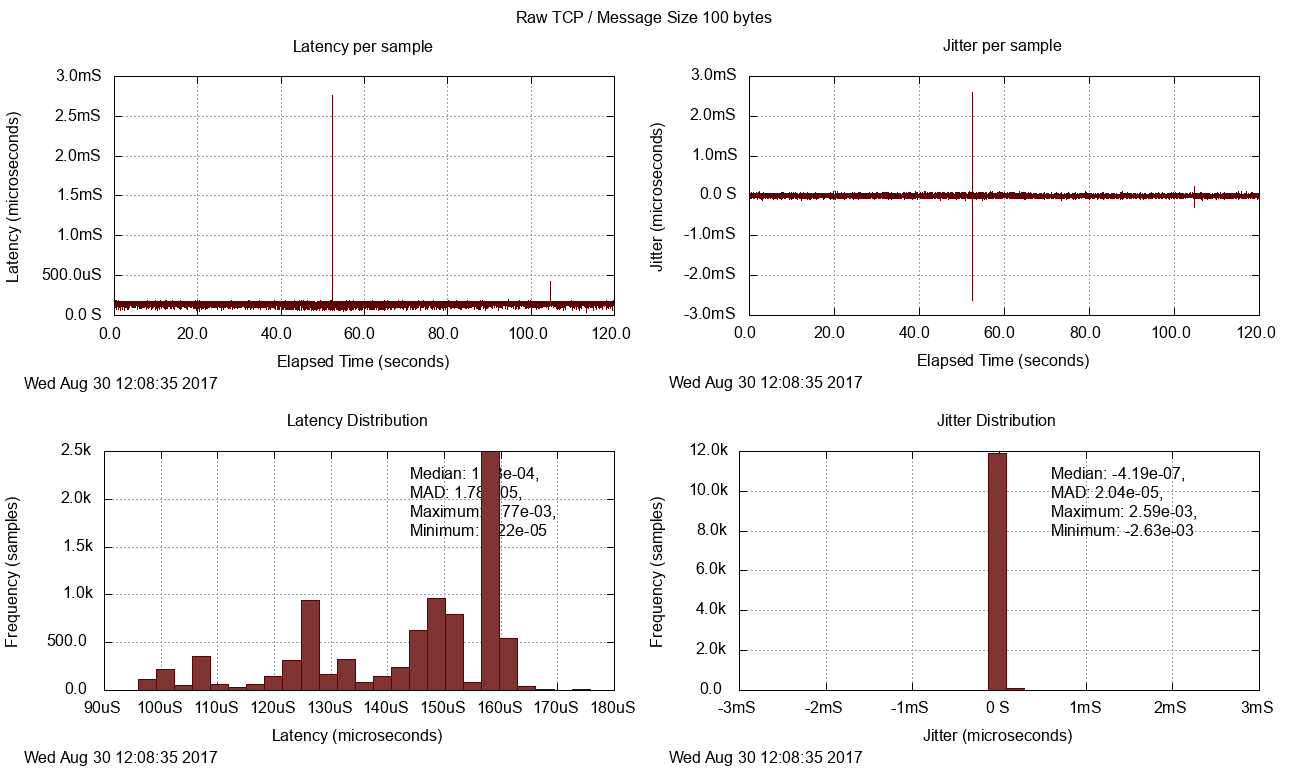 Raw TCP / Message Size 100 bytes
Latency per sample
3.0mS
2.5mS
2.0mS
1.5mS
1.0mS
500.0uS
0.0 S
Latency (microseconds)
0.0 20.0 40.0 60.0 80.0 100.0 120.0
Elapsed Time (seconds)
Wed Aug 30 12:08:35 2017
Jitter per sample
3.0mS
2.0mS
1.0mS
0.0 S
-1.0mS
-2.0mS
-3.0mS
Jitter (microseconds)
0.0 20.0 40.0 60.0 80.0 100.0 120.0
Elapsed Time (seconds)
Wed Aug 30 12:08:35 2017
Latency Distribution
2.5k
2.0k
1.5k
1.0k
500.0
0.0
Frequency (samples)
Median:
MAD:
Maximum:
Minimum:
90uS 100uS 110uS 120uS 130uS 140uS 150uS 160uS 170uS 180uS
Latency (microseconds)
Wed Aug 30 12:08:35 2017
Jitter Distribution
12.0k
10.0k
8.0k
6.0k
4.0k
2.0k
0.0
Frequency (samples)
Median: -4.19e-07,
MAD: 2.04e-05,
Maximum: 2.59e-03,
Minimum: -2.63e-03
-3mS -2mS -1mS 0 S 1mS 2mS 3mS
Jitter (microseconds)
Wed Aug 30 12:08:35 2017